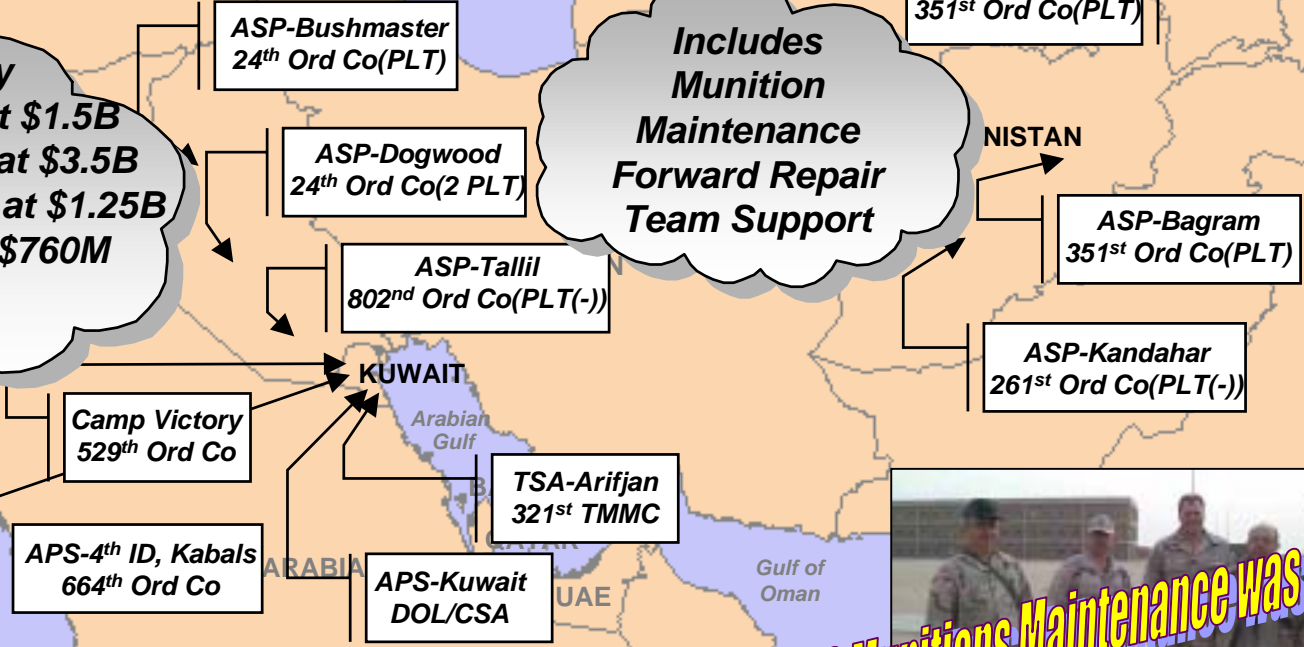 ASP-Bushmaster
24th Ord Co(PLT)
351st Ord Co(PLT)
y
t $1.5B
at $3.5B
at $1.25B
$760M
Includes
Munition
Maintenance
Forward Repair
Team Support
NISTAN
ASP-Dogwood
24th Ord Co(2 PLT)
ASP-Bagram
351st Ord Co(PLT)
ASP-Tallil
802nd Ord Co(PLT(-))
N
ASP-Kandahar
261st Ord Co(PLT(-))
KUWAIT
Camp Victory
529th Ord Co
Arabian
Gulf
TSA-Arifjan
321st TMMC
BA
QATAR
APS-4th ID, Kabals
664th Ord Co
ARABIA
APS-Kuwait
DOL/CSA
UAE
Gulf of
Oman
Munitions Maintenance was